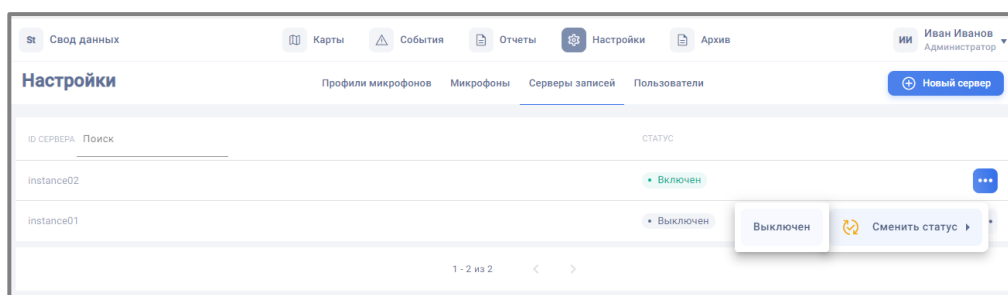 St Свод данных Карты События Отчеты Настройки Архив ИИ Иван Иванов
Администратор
Настройки Профили микрофонов Микрофоны Серверы записей Пользователи Новый сервер
ID СЕРВЕРА Поиск СТАТУС
instance02 • Включен
instance01 • Выключен Выключен Сменить статус
1 - 2 из 2